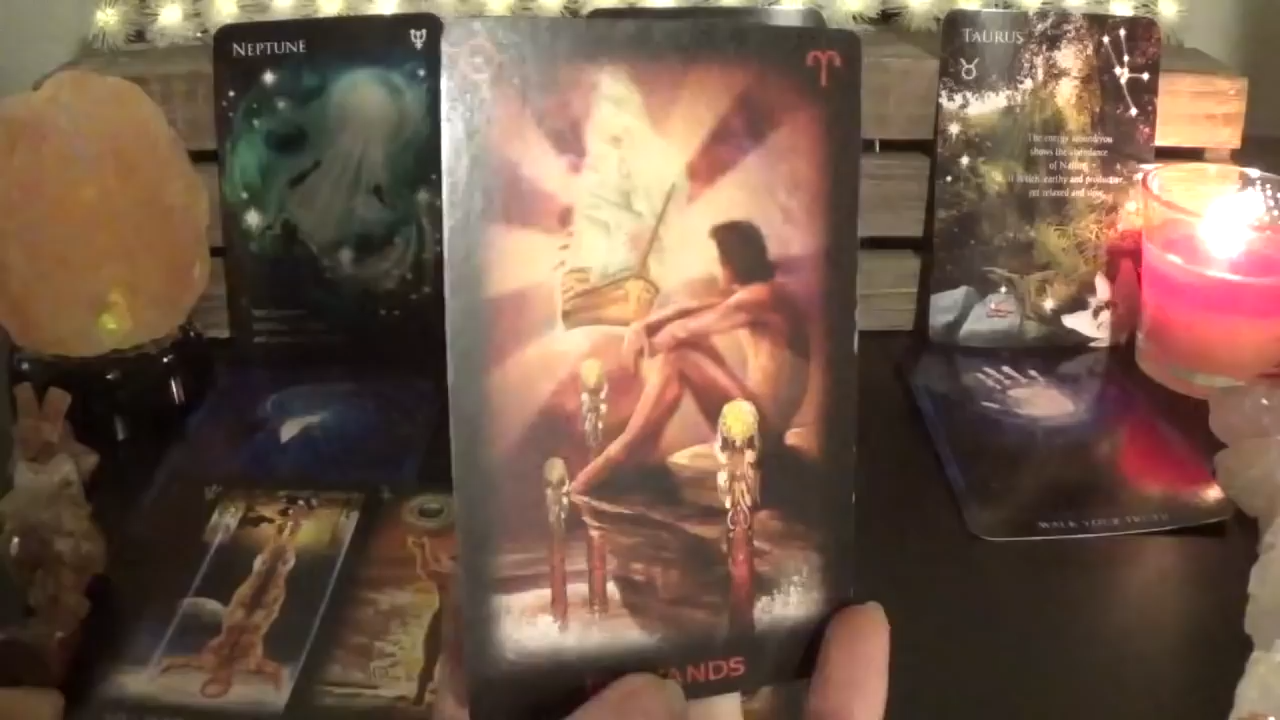 NEPTUNE
TAURUS
The energy around you
shows the abundance
of Nature.
It is rich, earthy and productive,
yet relaxed and slow.
WANDS
WALK YOUR TRUTH